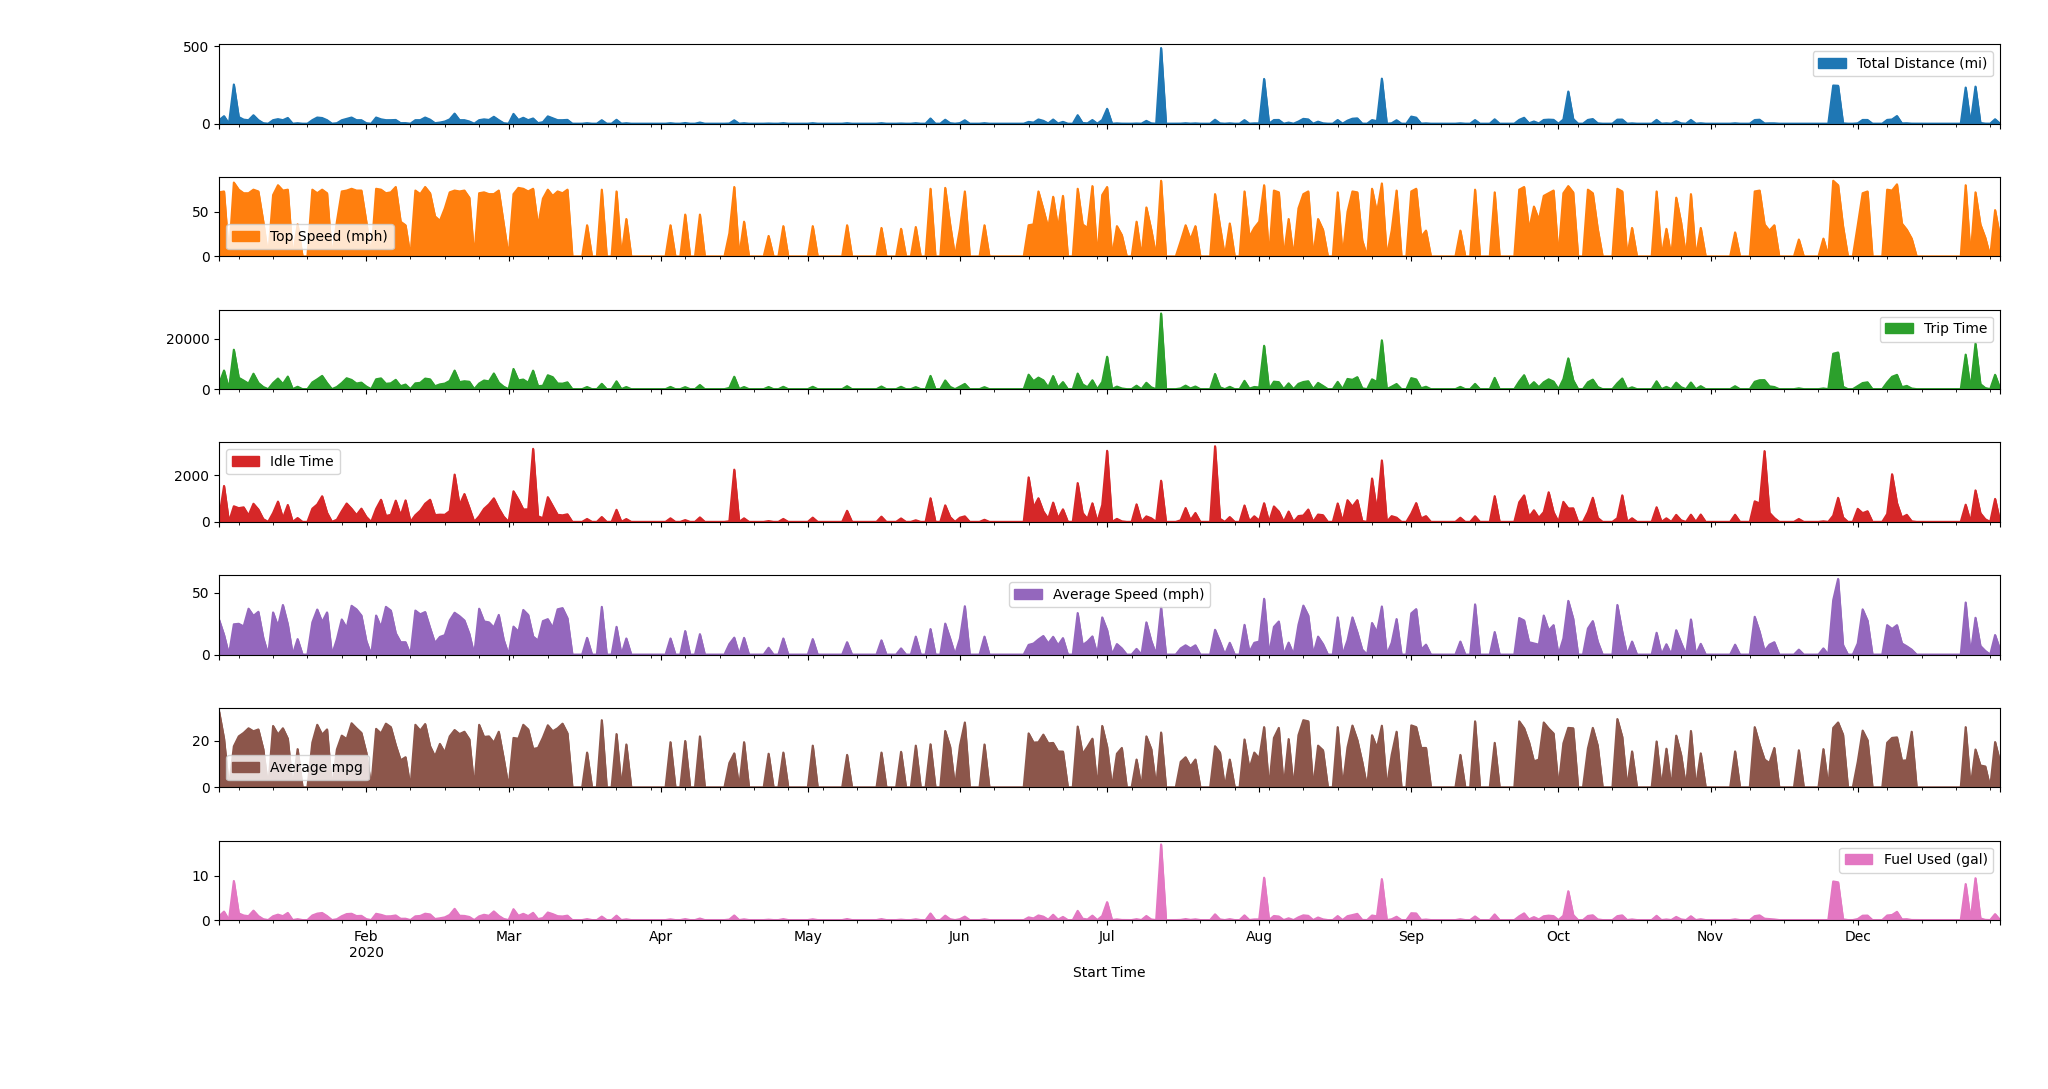 500
0
Total Distance (mi)
50
0
Top Speed (mph)
20000
0
Trip Time
2000
0
Idle Time
50
0
Average Speed (mph)
20
0
Average mpg
10
0
Fuel Used (gal)
Feb Mar Apr May Jun Jul Aug Sep Oct Nov Dec
2020
Start Time